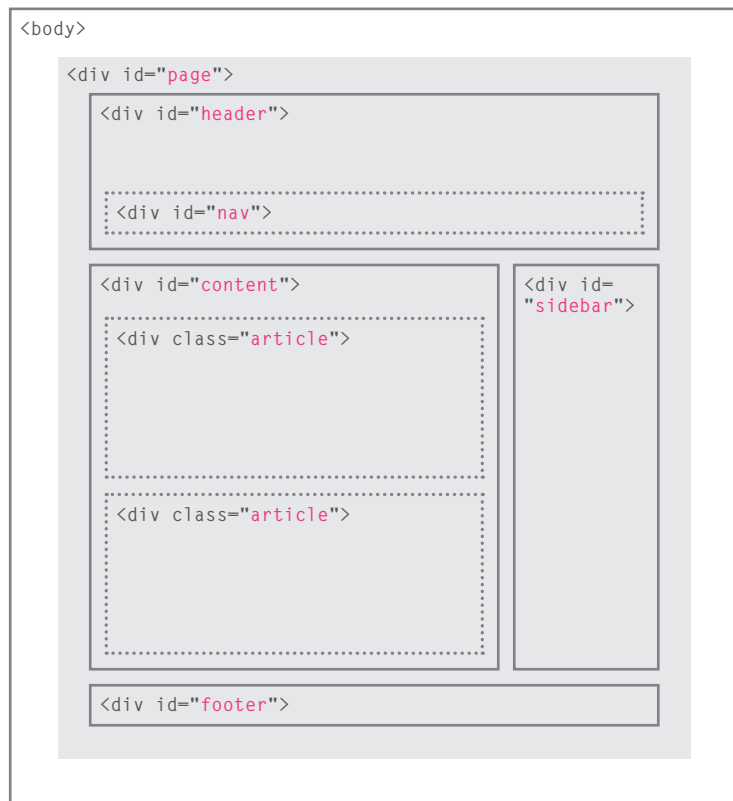 <body>
<div id="page">
<div id="header">
<div id="nav">
<div id="content">
<div class="article">
<div class="article">
<div id=
"sidebar">
<div id="footer">